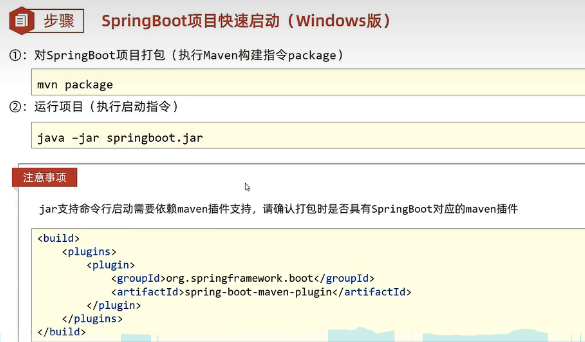 步骤
SpringBoot项目快速启动（Windows版）
①：对SpringBoot项目打包（执行Maven构建指令package）
mvn package
②：运行项目（执行启动指令）
java –jar springboot.jar
注意事项
jar支持命令行启动需要依赖maven插件支持，请确认打包时是否具有SpringBoot对应的maven插件
<build>
    <plugins>
        <plugin>
            <groupId>org.springframework.boot</groupId>
            <artifactId>spring-boot-maven-plugin</artifactId>
        </plugin>
    </plugins>
</build>